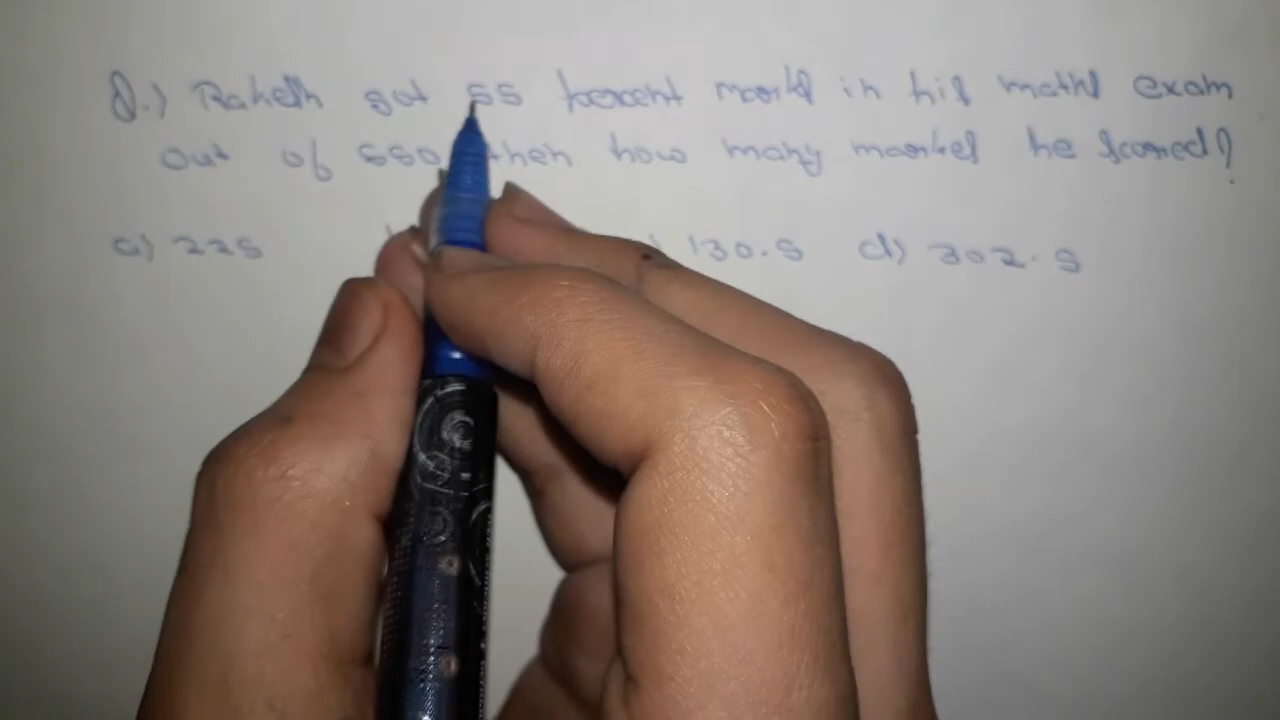 Q.) Rakesh got 55 percent marks in his maths exam
out of 550, then how many marks he scored?
a) 225 130.5 d) 302.5